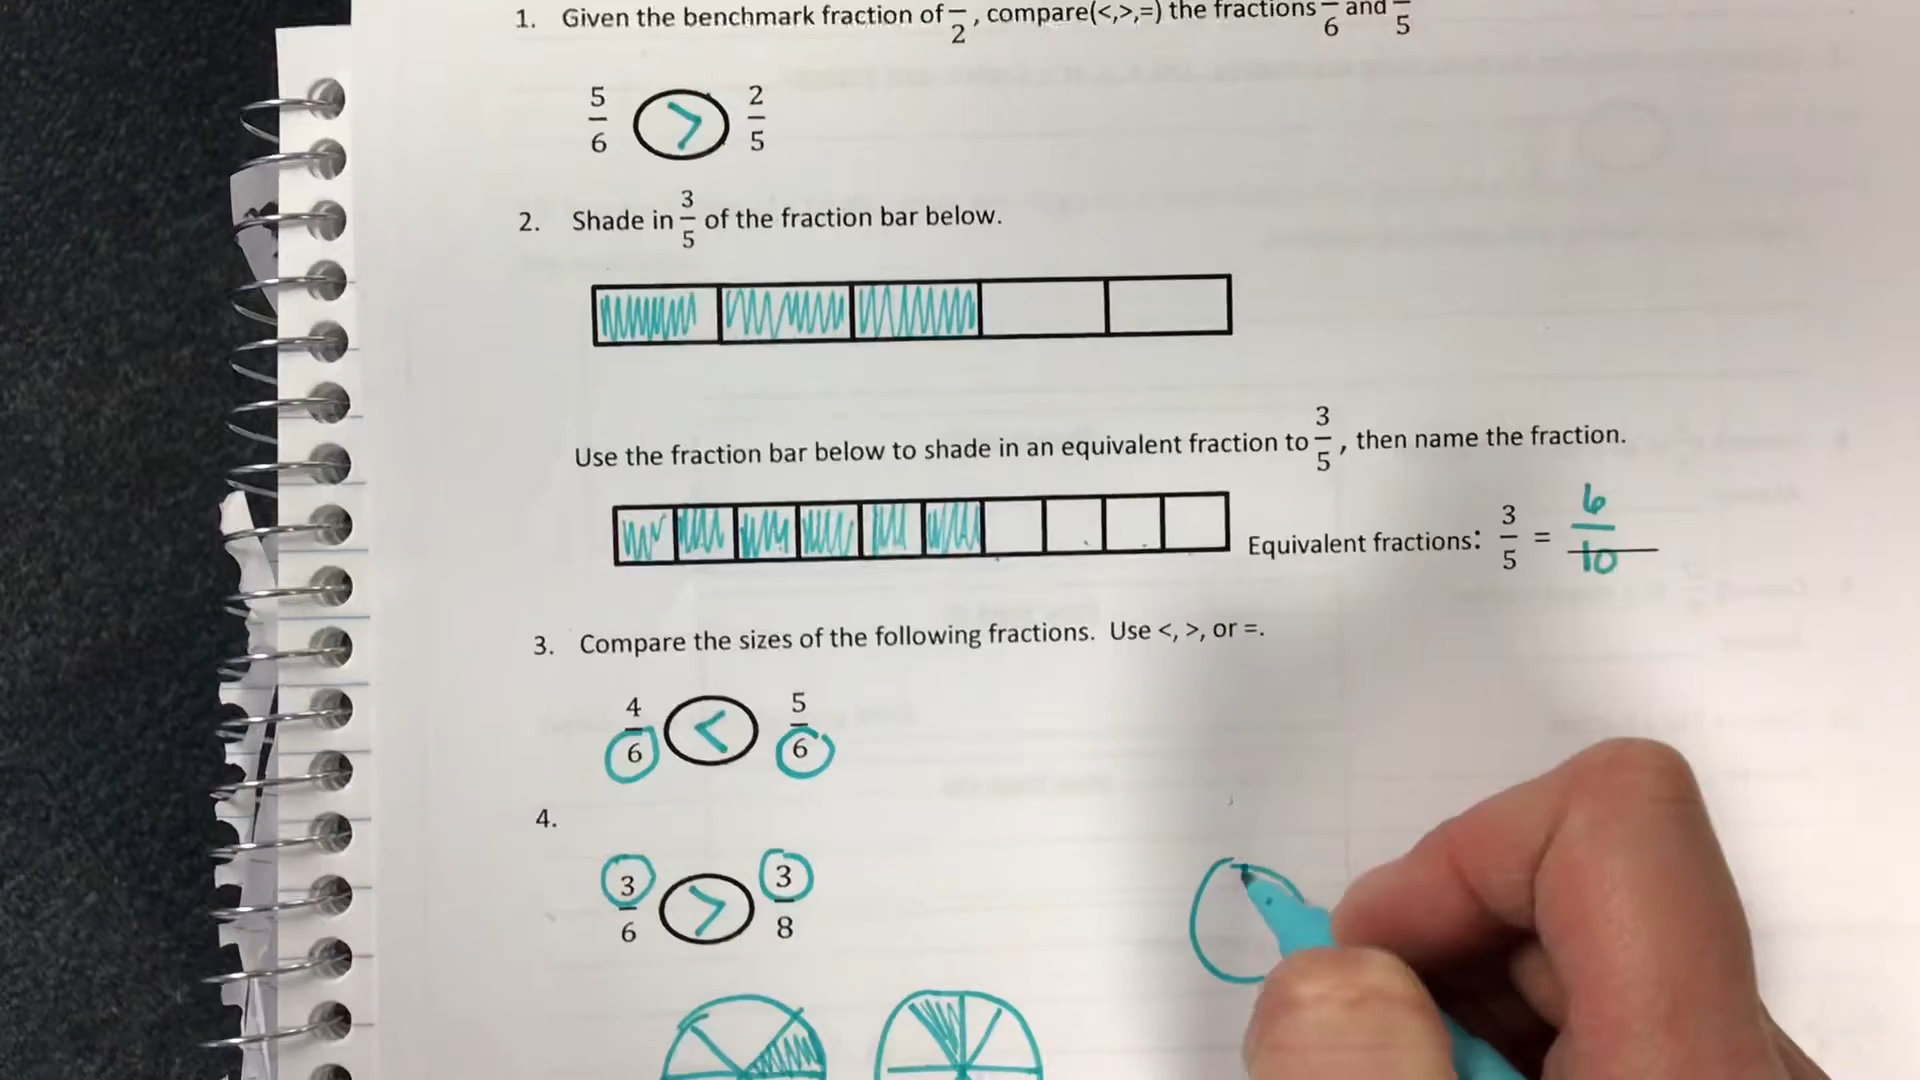 1. Given the benchmark fraction of —/2, compare(<,>,=) the fractions —/6 and —/5
5/6 > 2/5
2. Shade in 3/5 of the fraction bar below.
Use the fraction bar below to shade in an equivalent fraction to 3/5, then name the fraction.
Equivalent fractions: 3/5 = 6/10
3. Compare the sizes of the following fractions. Use <, >, or =.
4/6 < 5/6
4.
3/6 > 3/8